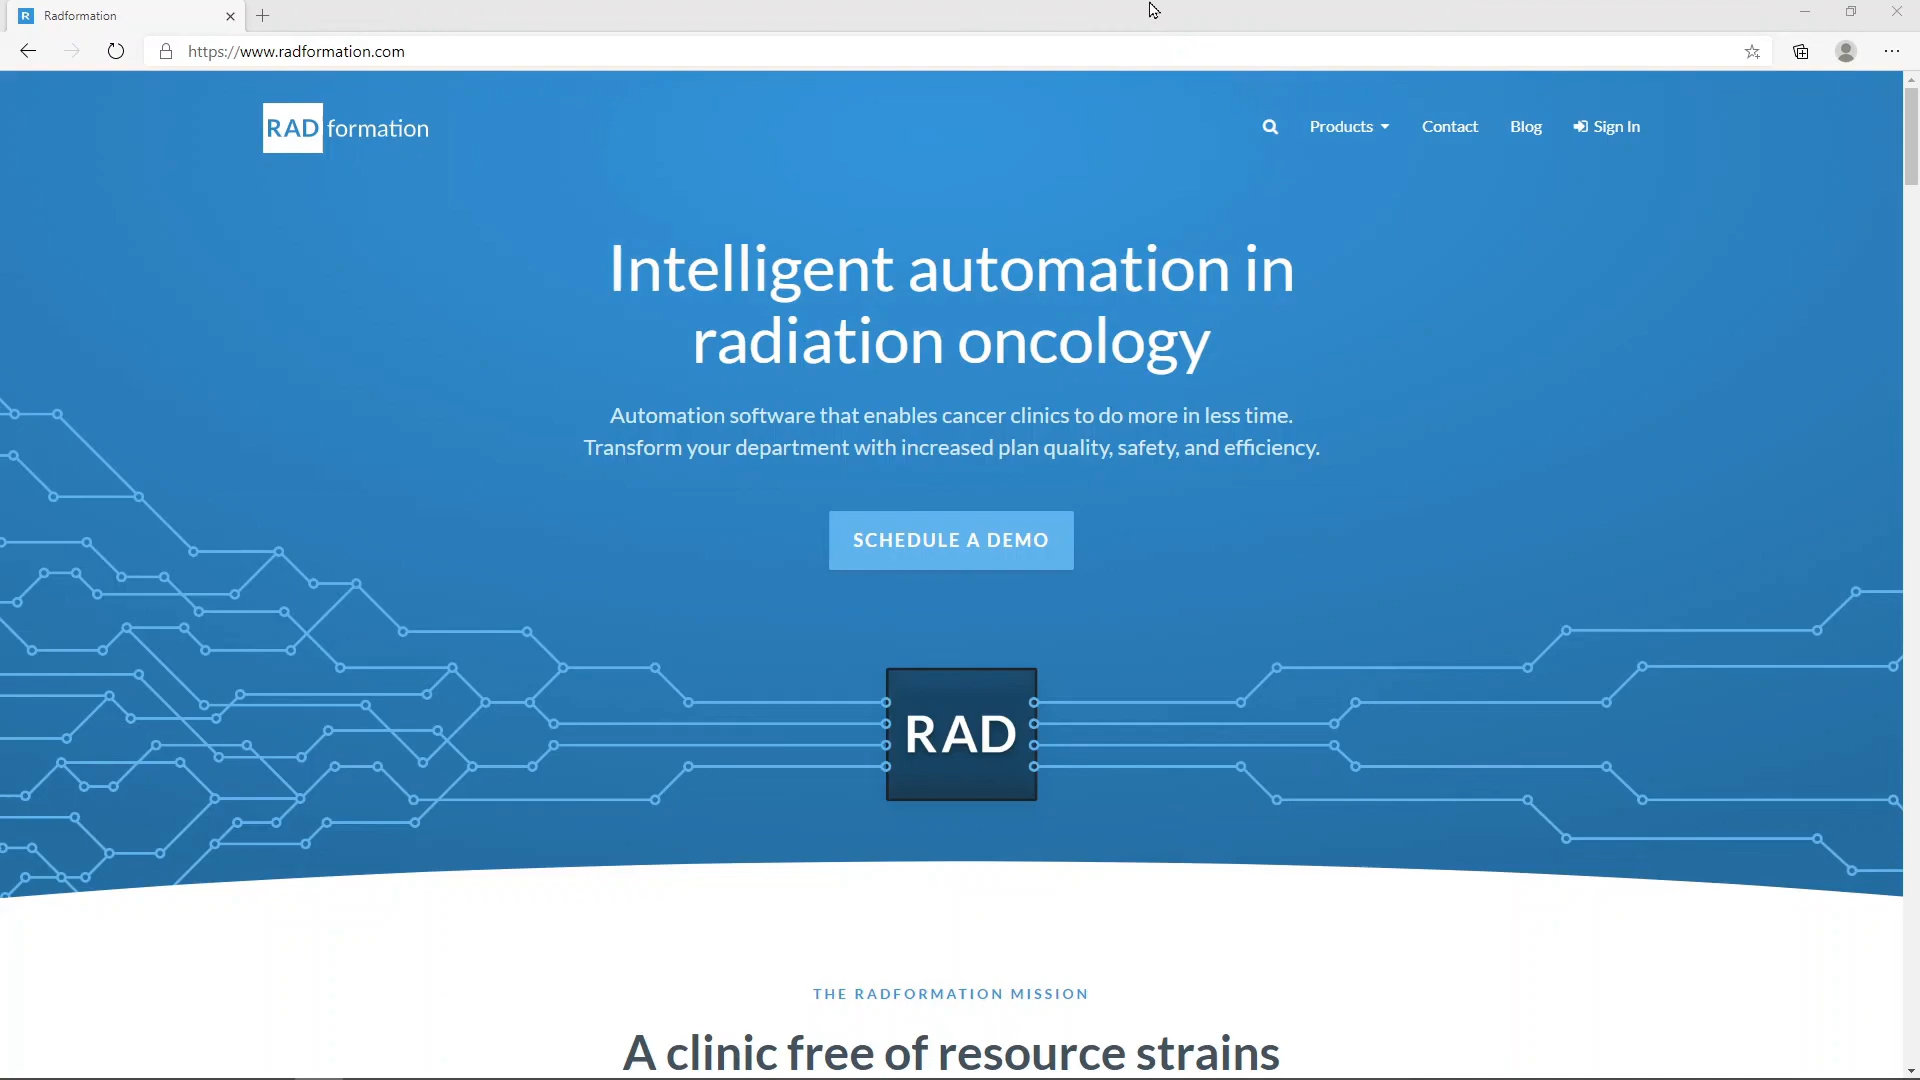 Radformation
https://www.radformation.com
RADformation
Products
Contact
Blog
Sign In
Intelligent automation in
radiation oncology
Automation software that enables cancer clinics to do more in less time.
Transform your department with increased plan quality, safety, and efficiency.
SCHEDULE A DEMO
RAD
THE RADFORMATION MISSION
A clinic free of resource strains